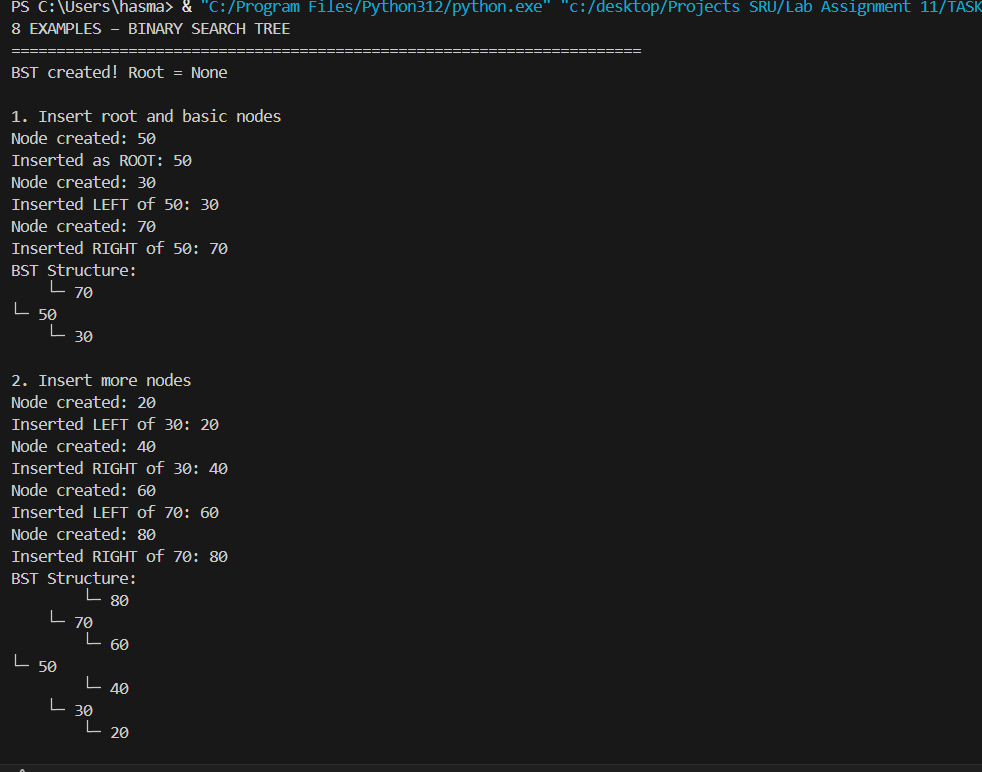 PS C:\Users\hasma> & "C:/Program Files/Python312/python.exe" "c:/desktop/Projects SRU/Lab Assignment 11/TASK
8 EXAMPLES – BINARY SEARCH TREE
======================================================================
BST created! Root = None
1. Insert root and basic nodes
Node created: 50
Inserted as ROOT: 50
Node created: 30
Inserted LEFT of 50: 30
Node created: 70
Inserted RIGHT of 50: 70
BST Structure:
    └─ 70
└─ 50
    └─ 30
2. Insert more nodes
Node created: 20
Inserted LEFT of 30: 20
Node created: 40
Inserted RIGHT of 30: 40
Node created: 60
Inserted LEFT of 70: 60
Node created: 80
Inserted RIGHT of 70: 80
BST Structure:
        └─ 80
    └─ 70
        └─ 60
└─ 50
        └─ 40
    └─ 30
        └─ 20